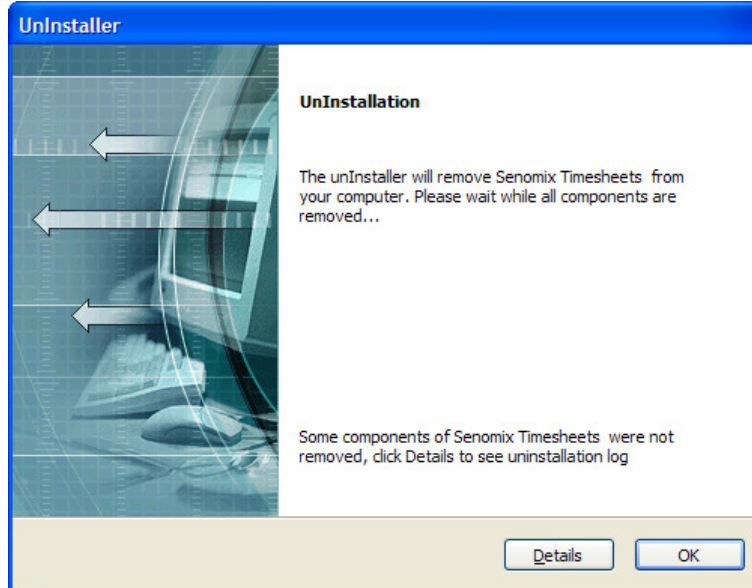 UnInstaller
UnInstallation
The unInstaller will remove Senomix Timesheets from
your computer. Please wait while all components are
removed...
Some components of Senomix Timesheets were not
removed, click Details to see uninstallation log
Details
OK